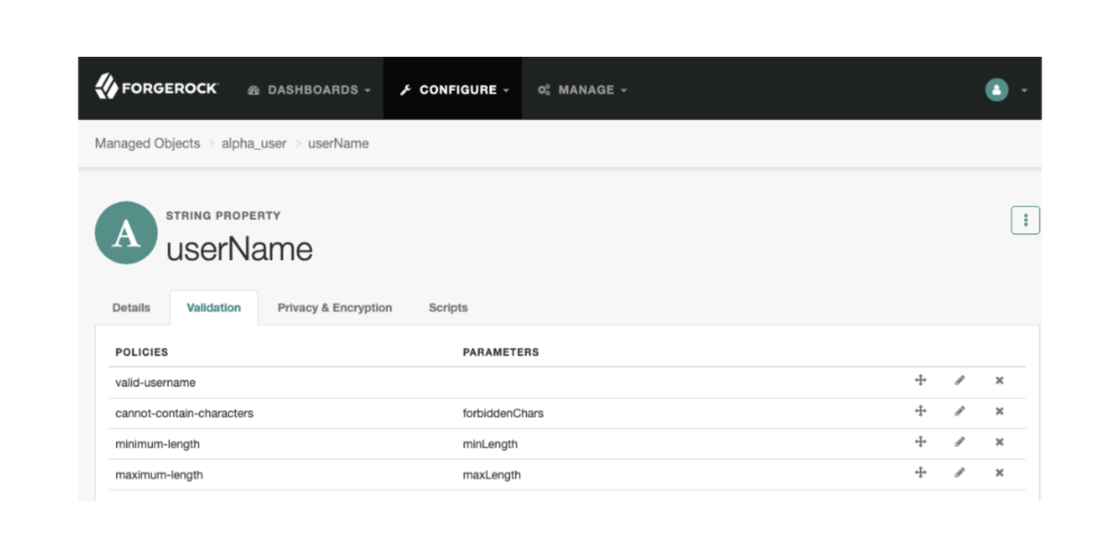 FORGEROCK DASHBOARDS CONFIGURE MANAGE
Managed Objects > alpha_user > userName
A
STRING PROPERTY
userName
Details Validation Privacy & Encryption Scripts
POLICIES PARAMETERS
valid-username
cannot-contain-characters forbiddenChars
minimum-length minLength
maximum-length maxLength